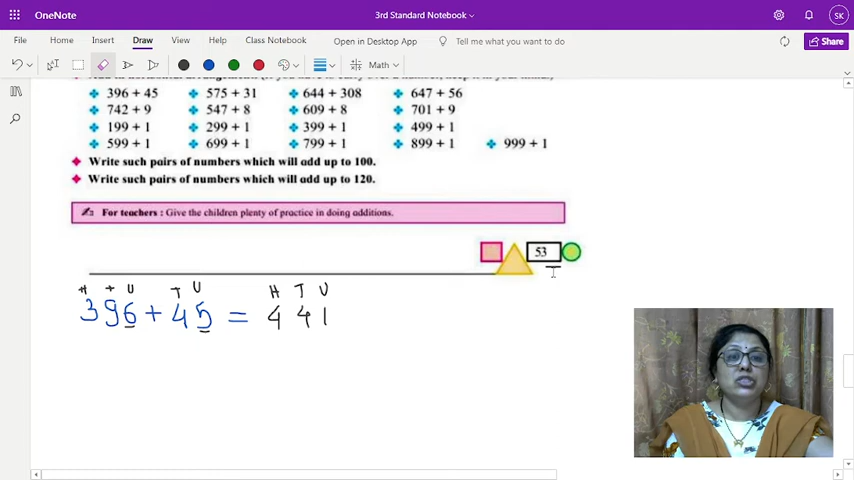 OneNote
3rd Standard Notebook
SK
File Home Insert Draw View Help Class Notebook Open in Desktop App Tell me what you want to do Share
Math
396 + 45 575 + 31 644 + 308 647 + 56
742 + 9 547 + 8 609 + 8 701 + 9
199 + 1 299 + 1 399 + 1 499 + 1
599 + 1 699 + 1 799 + 1 899 + 1 999 + 1
Write such pairs of numbers which will add up to 100.
Write such pairs of numbers which will add up to 120.
For teachers : Give the children plenty of practice in doing additions.
53
H T U T U H T U
396 + 45 = 441